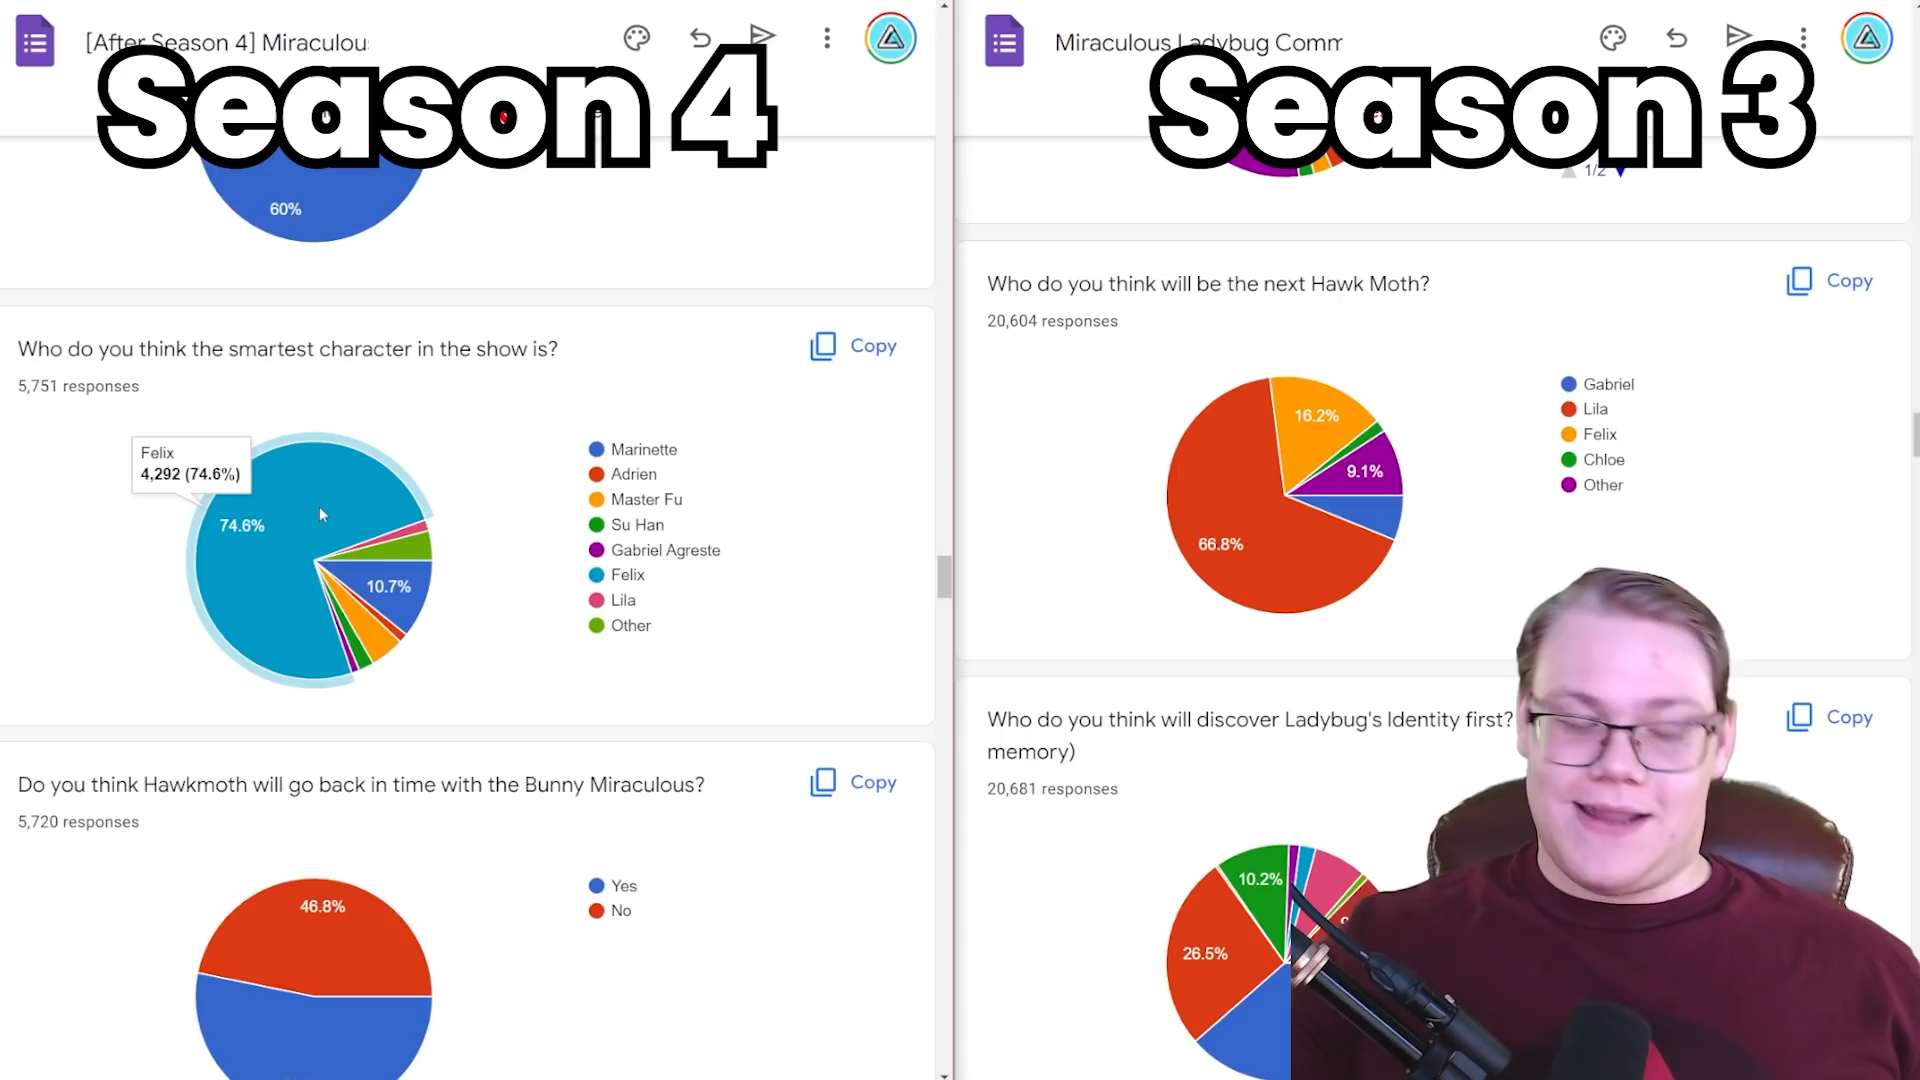 [After Season 4] Miraculou
Season 4
60%
Who do you think the smartest character in the show is?
Copy
5,751 responses
Felix
4,292 (74.6%)
74.6%
10.7%
Marinette
Adrien
Master Fu
Su Han
Gabriel Agreste
Felix
Lila
Other
Do you think Hawkmoth will go back in time with the Bunny Miraculous?
Copy
5,720 responses
46.8%
Yes
No
Miraculous Ladybug Comm
Season 3
1/2
Who do you think will be the next Hawk Moth?
Copy
20,604 responses
16.2%
9.1%
66.8%
Gabriel
Lila
Felix
Chloe
Other
Who do you think will discover Ladybug's Identity first?
memory)
Copy
20,681 responses
10.2%
26.5%